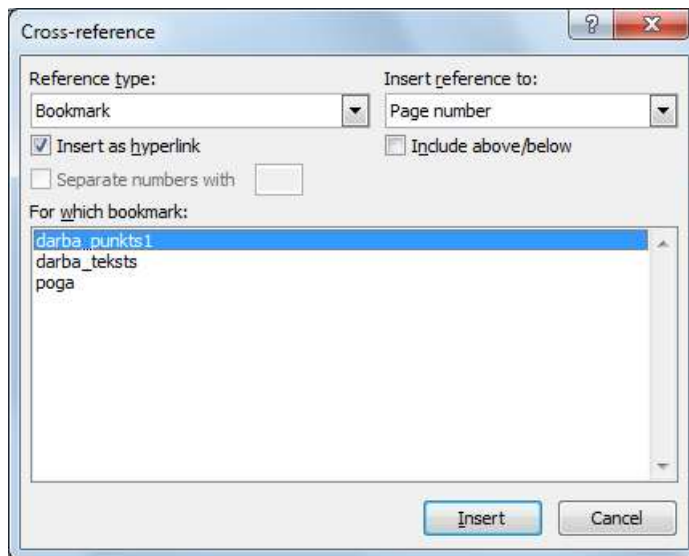 Cross-reference
Reference type:
Insert reference to:
Bookmark
Page number
Insert as hyperlink
Include above/below
Separate numbers with
For which bookmark:
darba_punkts1
darba_teksts
poga
Insert
Cancel